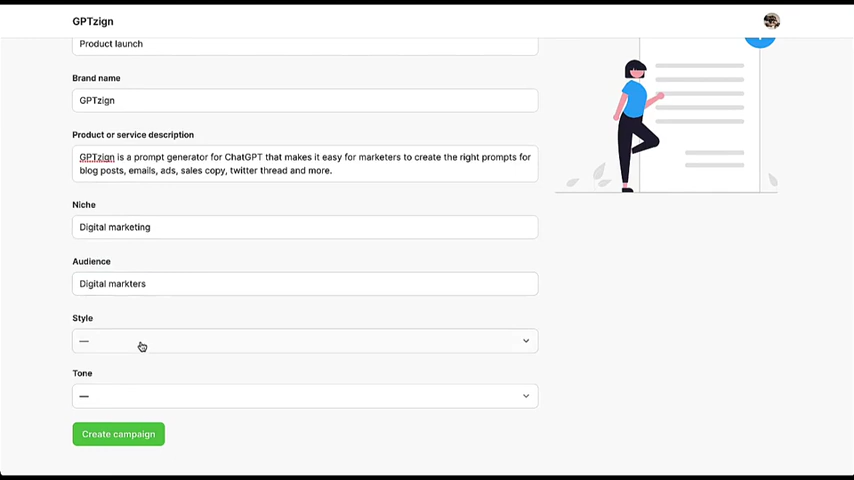 GPTzign
Product launch
Brand name
GPTzign
Product or service description
GPTzign is a prompt generator for ChatGPT that makes it easy for marketers to create the right prompts for
blog posts, emails, ads, sales copy, twitter thread and more.
Niche
Digital marketing
Audience
Digital markters
Style
—
Tone
—
Create campaign